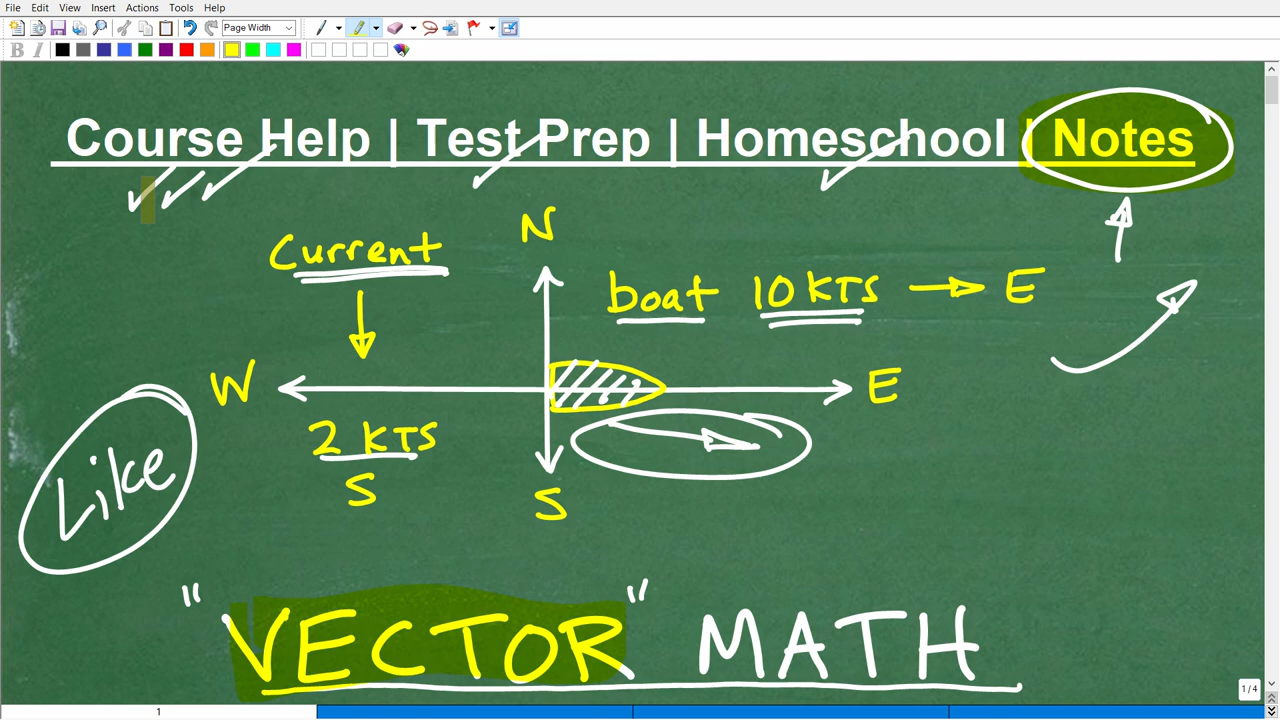 File Edit View Insert Actions Tools Help
Page Width
B I
Course Help | Test Prep | Homeschool | Notes
N
Current
boat 10 KTS → E
W E
2 KTS
S
S
Like
"VECTOR" MATH
1/4
1